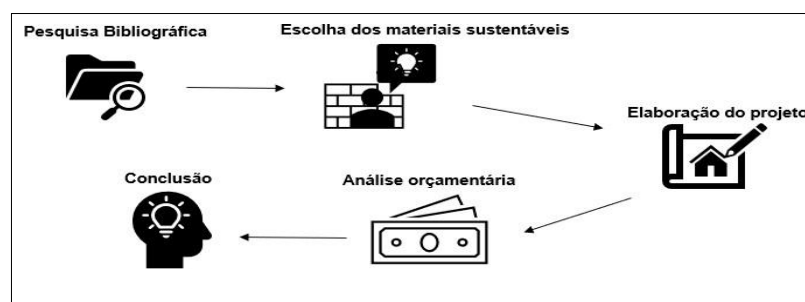 Pesquisa Bibliográfica
Escolha dos materiais sustentáveis
Elaboração do projeto
Análise orçamentária
Conclusão